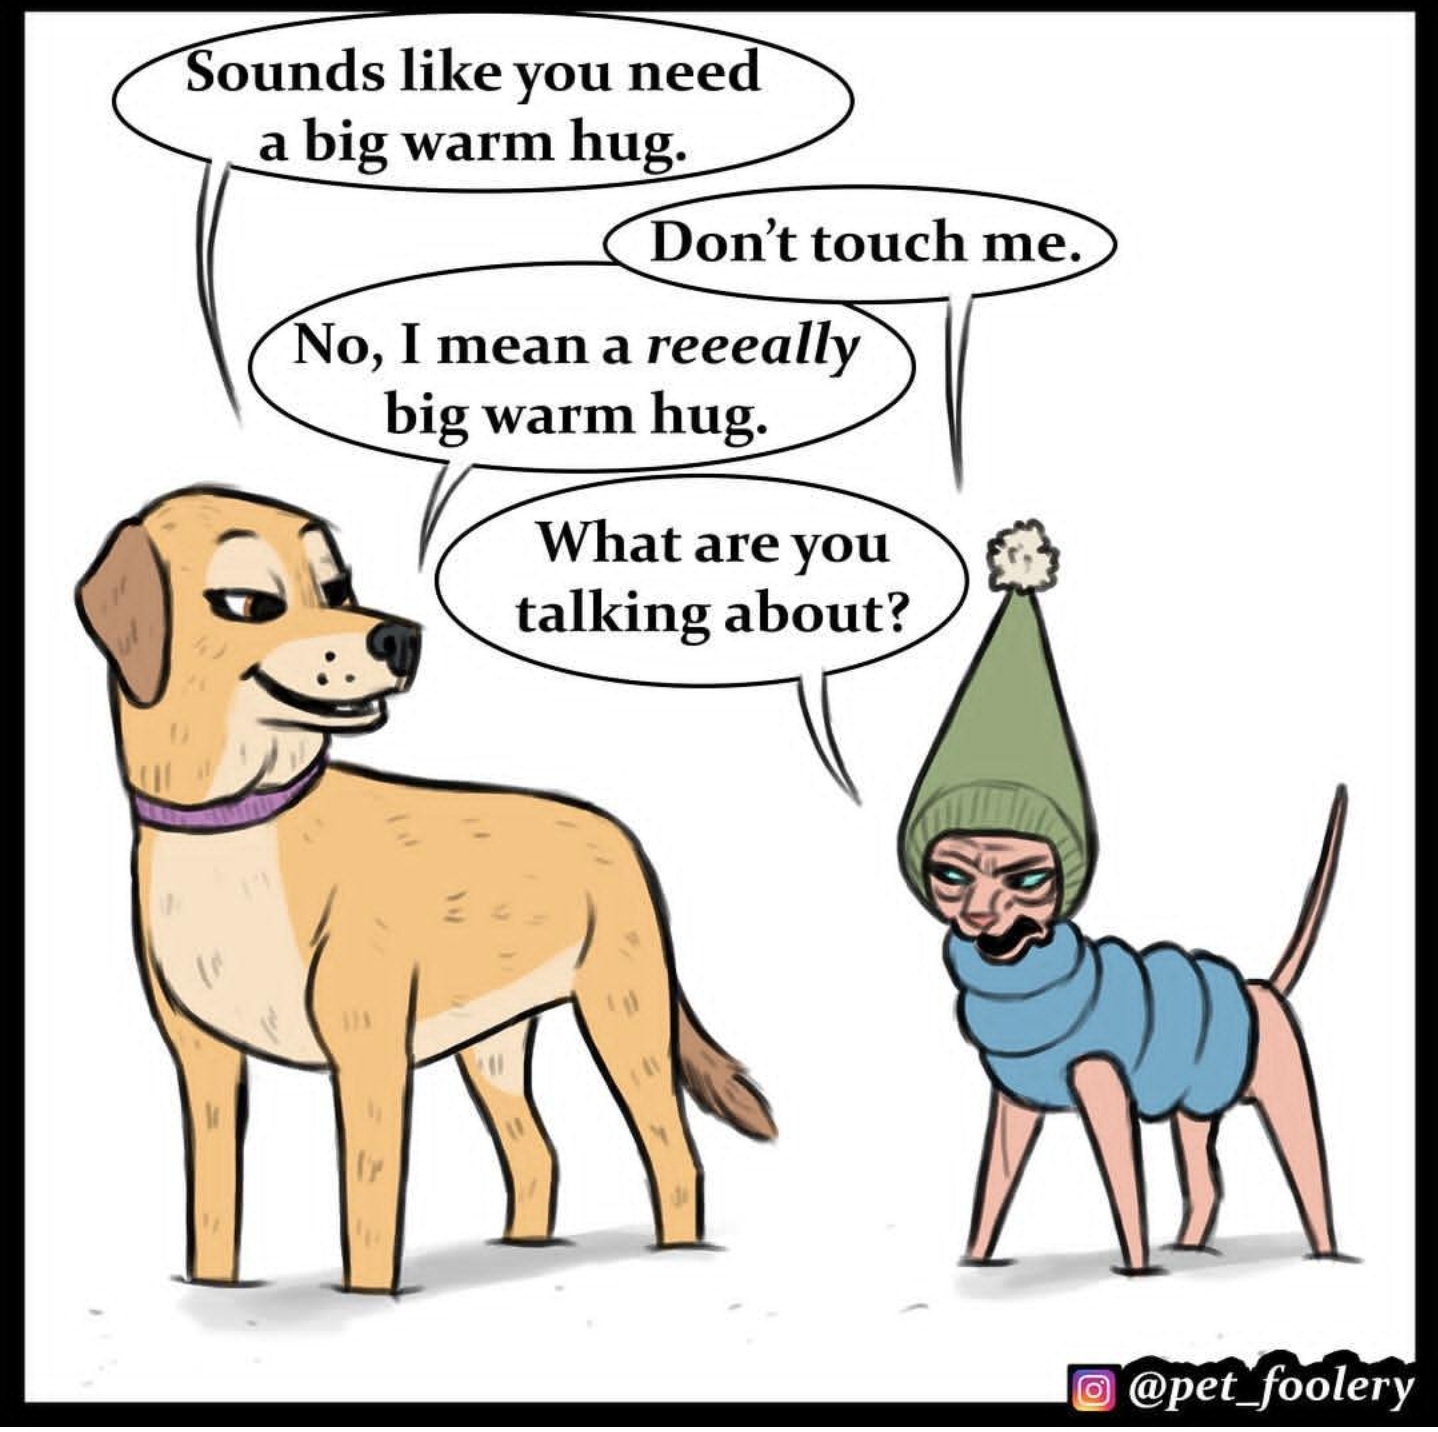 Sounds like you need
a big warm hug.
Don't touch me.
No, I mean a reeeally
big warm hug.
What are you
talking about?
@pet_foolery